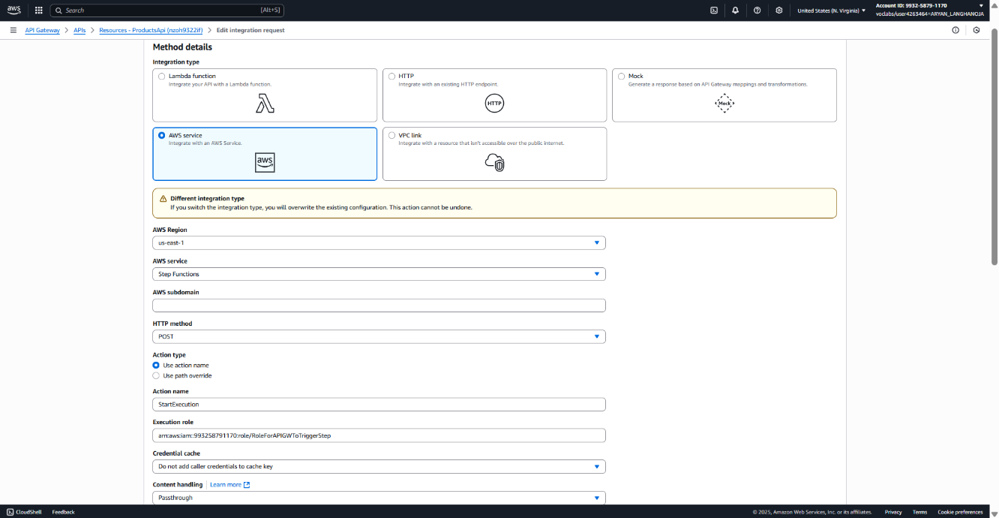 aws
Search [Alt+S]
United States (N. Virginia)
Account ID: 9932-5879-1170
voclabs/user4263464=ARYAN_LANGHANOJA
API Gateway > APIs > Resources - ProductsApi (nzoh9322if) > Edit integration request
Method details
Integration type
Lambda function
Integrate your API with a Lambda function.
HTTP
Integrate with an existing HTTP endpoint.
HTTP
Mock
Generate a response based on API Gateway mappings and transformations.
Mock
AWS service
Integrate with an AWS Service.
aws
VPC link
Integrate with a resource that isn't accessible over the public internet.
Different integration type
If you switch the integration type, you will overwrite the existing configuration. This action cannot be undone.
AWS Region
us-east-1
AWS service
Step Functions
AWS subdomain
HTTP method
POST
Action type
Use action name
Use path override
Action name
StartExecution
Execution role
arn:aws:iam::993258791170:role/RoleForAPIGWToTriggerStep
Credential cache
Do not add caller credentials to cache key
Content handling Learn more
Passthrough
CloudShell Feedback © 2025, Amazon Web Services, Inc. or its affiliates. Privacy Terms Cookie preferences